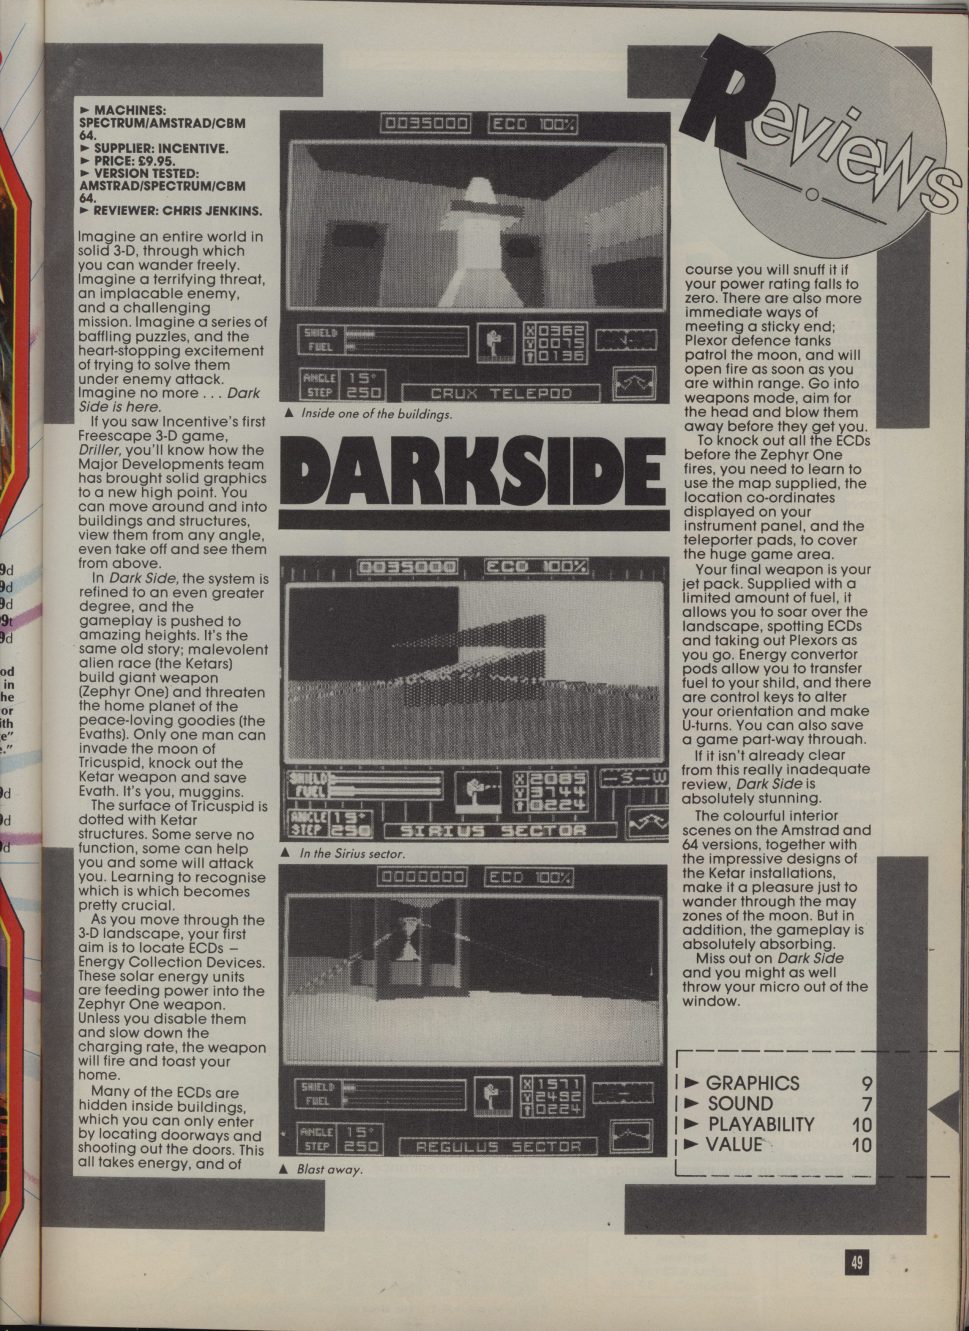 Reviews
► MACHINES:
SPECTRUM/AMSTRAD/CBM
64.
► SUPPLIER: INCENTIVE.
► PRICE: £9.95.
► VERSION TESTED:
AMSTRAD/SPECTRUM/CBM
64.
► REVIEWER: CHRIS JENKINS.
Imagine an entire world in
solid 3-D, through which
you can wander freely.
Imagine a terrifying threat,
an implacable enemy,
and a challenging
mission. Imagine a series of
baffling puzzles, and the
heart-stopping excitement
of trying to solve them
under enemy attack.
Imagine no more . . . Dark
Side is here.
If you saw Incentive's first
Freescape 3-D game,
Driller, you'll know how the
Major Developments team
has brought solid graphics
to a new high point. You
can move around and into
buildings and structures,
view them from any angle,
even take off and see them
from above.
In Dark Side, the system is
refined to an even greater
degree, and the
gameplay is pushed to
amazing heights. It's the
same old story; malevolent
alien race (the Ketars)
build giant weapon
(Zephyr One) and threaten
the home planet of the
peace-loving goodies (the
Evaths). Only one man can
invade the moon of
Tricuspid, knock out the
Ketar weapon and save
Evath. It's you, muggins.
The surface of Tricuspid is
dotted with Ketar
structures. Some serve no
function, some can help
you and some will attack
you. Learning to recognise
which is which becomes
pretty crucial.
As you move through the
3-D landscape, your first
aim is to locate ECDs –
Energy Collection Devices.
These solar energy units
are feeding power into the
Zephyr One weapon.
Unless you disable them
and slow down the
charging rate, the weapon
will fire and toast your
home.
Many of the ECDs are
hidden inside buildings,
which you can only enter
by locating doorways and
shooting out the doors. This
all takes energy, and of
0035000 ECD 100%
SHIELD
FUEL
X 0362
Y 0075
0136
ANGLE 15°
STEP 250
CRUX TELEPOD
▲ Inside one of the buildings.
DARKSIDE
0035000 ECD 100%
SHIELD
FUEL
X 2085
Y 3744
0224
S W
ANGLE 15°
STEP 250
SIRIUS SECTOR
▲ In the Sirius sector.
0000000 ECD 100%
SHIELD
FUEL
X 1511
Y 2492
0224
ANGLE 15°
STEP 250
REGULUS SECTOR
▲ Blast away.
course you will snuff it if
your power rating falls to
zero. There are also more
immediate ways of
meeting a sticky end;
Plexor defence tanks
patrol the moon, and will
open fire as soon as you
are within range. Go into
weapons mode, aim for
the head and blow them
away before they get you.
To knock out all the ECDs
before the Zephyr One
fires, you need to learn to
use the map supplied, the
location co-ordinates
displayed on your
instrument panel, and the
teleporter pads, to cover
the huge game area.
Your final weapon is your
jet pack. Supplied with a
limited amount of fuel, it
allows you to soar over the
landscape, spotting ECDs
and taking out Plexors as
you go. Energy convertor
pods allow you to transfer
fuel to your shild, and there
are control keys to alter
your orientation and make
U-turns. You can also save
a game part-way through.
If it isn't already clear
from this really inadequate
review, Dark Side is
absolutely stunning.
The colourful interior
scenes on the Amstrad and
64 versions, together with
the impressive designs of
the Ketar installations,
make it a pleasure just to
wander through the may
zones of the moon. But in
addition, the gameplay is
absolutely absorbing.
Miss out on Dark Side
and you might as well
throw your micro out of the
window.
► GRAPHICS 9
► SOUND 7
► PLAYABILITY 10
► VALUE 10
49